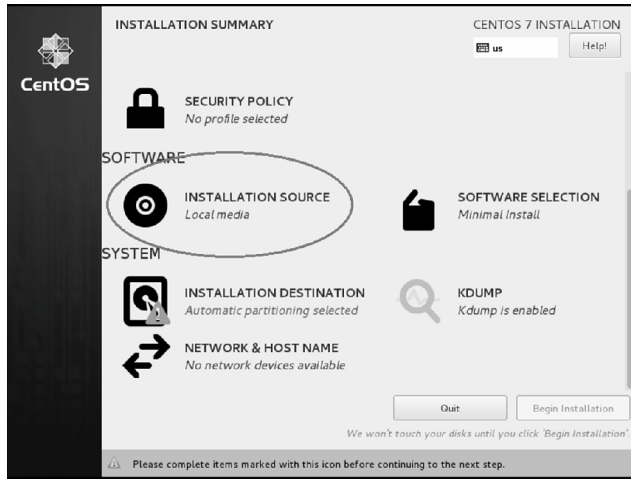 INSTALLATION SUMMARY
CENTOS 7 INSTALLATION
us
Help!
CentOS
SECURITY POLICY
No profile selected
SOFTWARE
INSTALLATION SOURCE
Local media
SOFTWARE SELECTION
Minimal Install
SYSTEM
INSTALLATION DESTINATION
Automatic partitioning selected
KDUMP
Kdump is enabled
NETWORK & HOST NAME
No network devices available
Quit
Begin Installation
We won't touch your disks until you click 'Begin Installation'.
Please complete items marked with this icon before continuing to the next step.